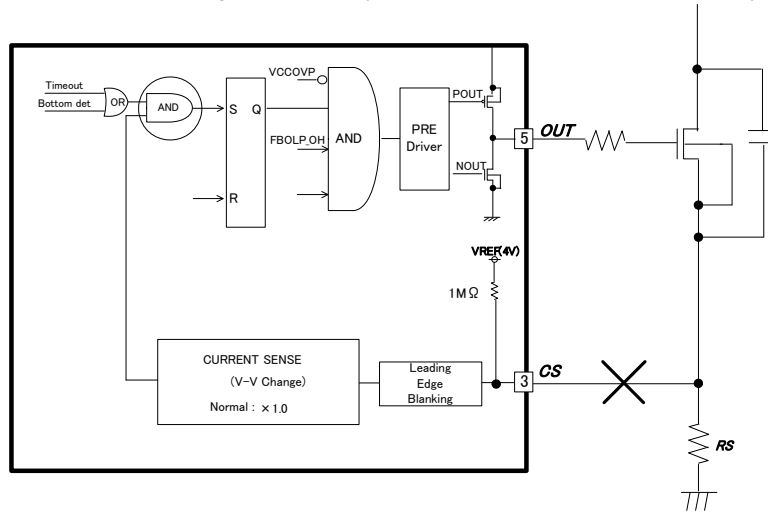 Timeout
Bottom det
OR
AND
S Q
R
VCCOVP
FBOLP_OH
AND
PRE
Driver
POUT
NOUT
5
OUT
VREF(4V)
1MΩ
CURRENT SENSE
(V-V Change)
Normal : ×1.0
Leading
Edge
Blanking
3
CS
RS